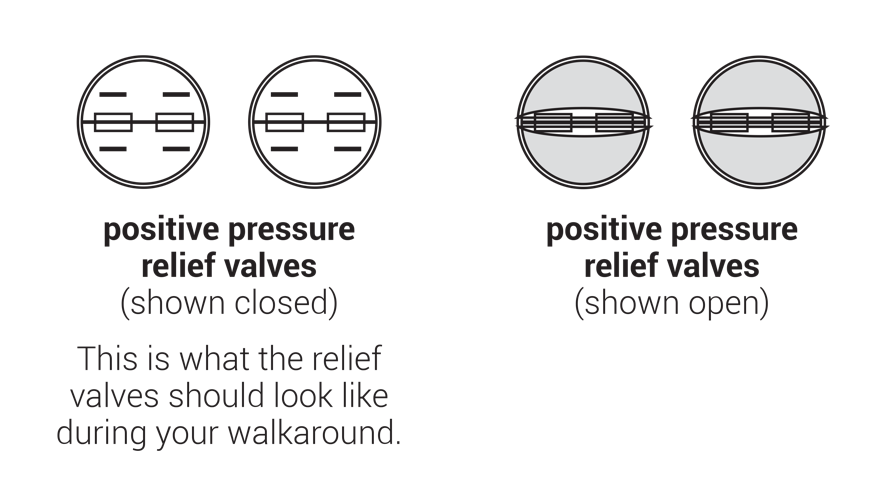 positive pressure
relief valves
(shown closed)
This is what the relief
valves should look like
during your walkaround.
positive pressure
relief valves
(shown open)